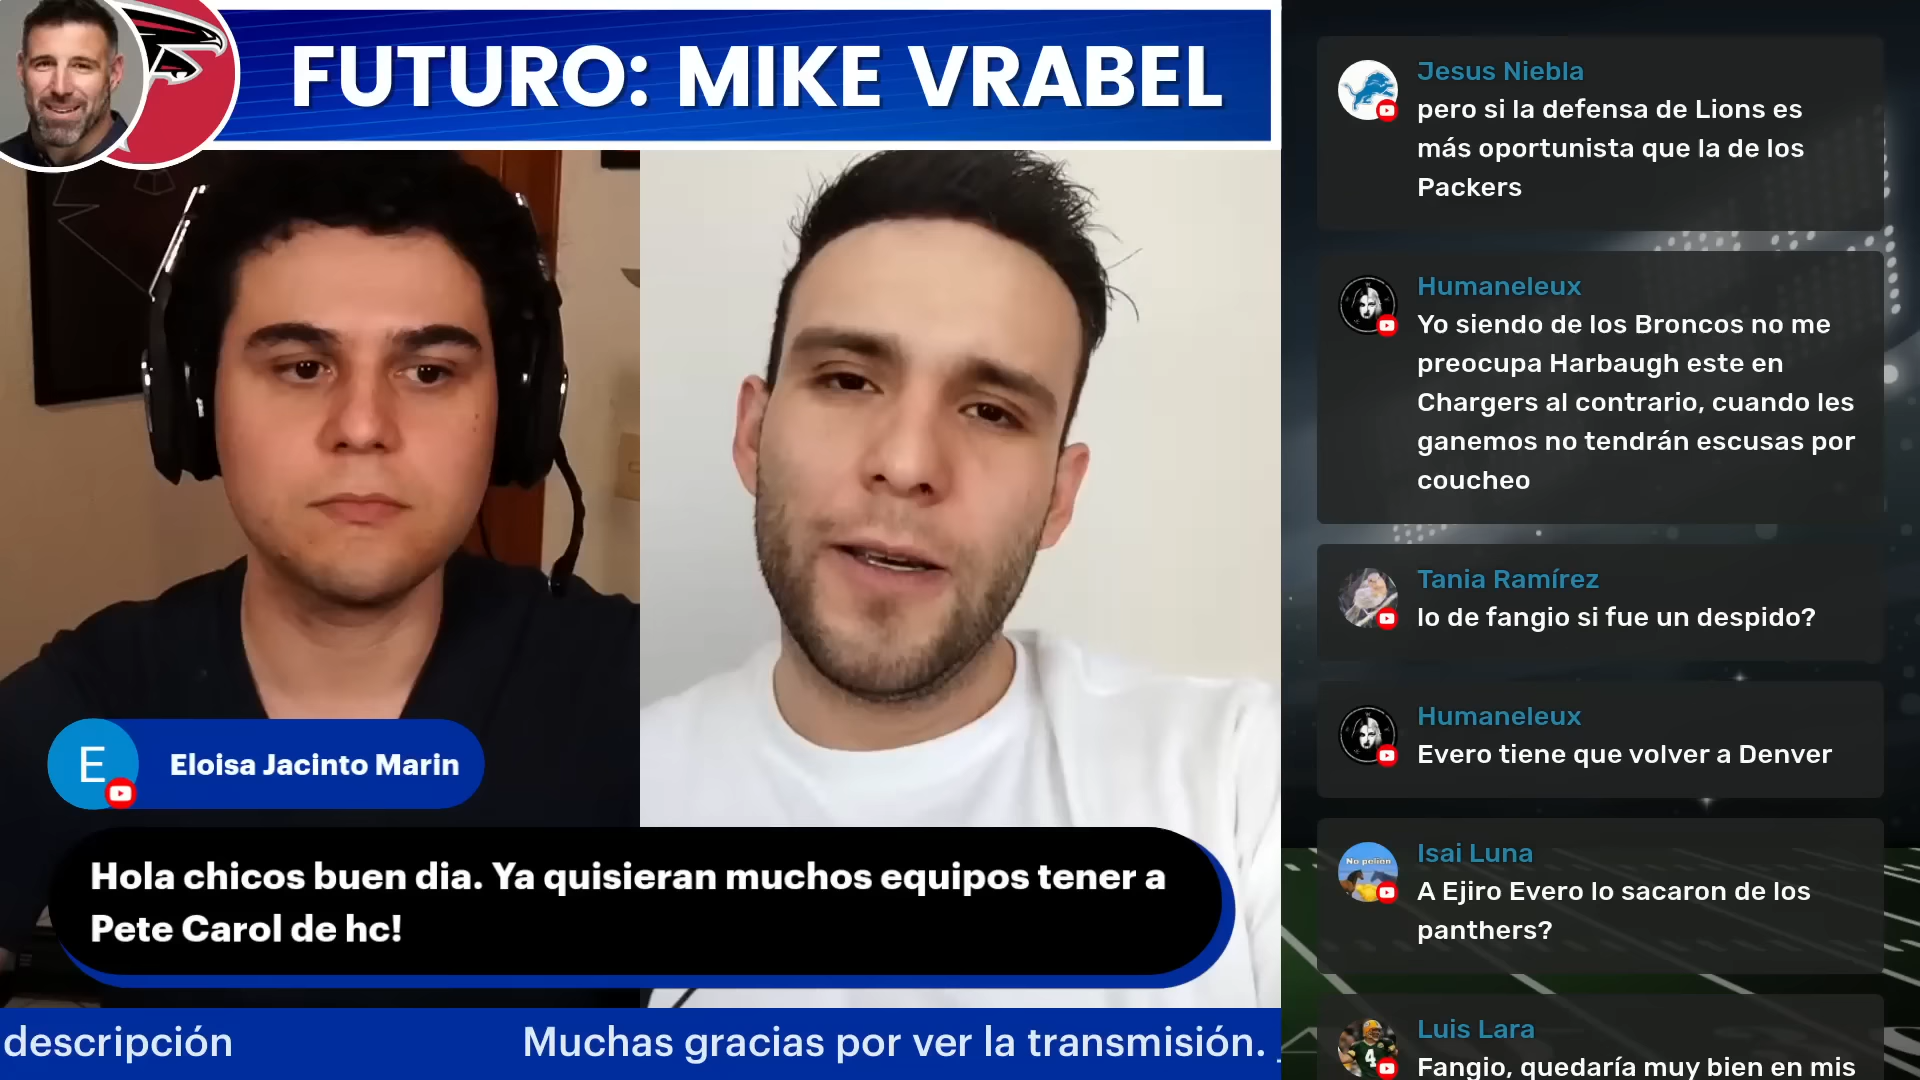 FUTURO: MIKE VRABEL
Eloisa Jacinto Marin
E
Hola chicos buen dia. Ya quisieran muchos equipos tener a
Pete Carol de hc!
descripción
Muchas gracias por ver la transmisión.
Jesus Niebla
pero si la defensa de Lions es
más oportunista que la de los
Packers
Humaneleux
Yo siendo de los Broncos no me
preocupa Harbaugh este en
Chargers al contrario, cuando les
ganemos no tendrán escusas por
coucheo
Tania Ramírez
lo de fangio si fue un despido?
Humaneleux
Evero tiene que volver a Denver
Isai Luna
No pelion
A Ejiro Evero lo sacaron de los
panthers?
Luis Lara
4
Fangio, quedaría muy bien en mis